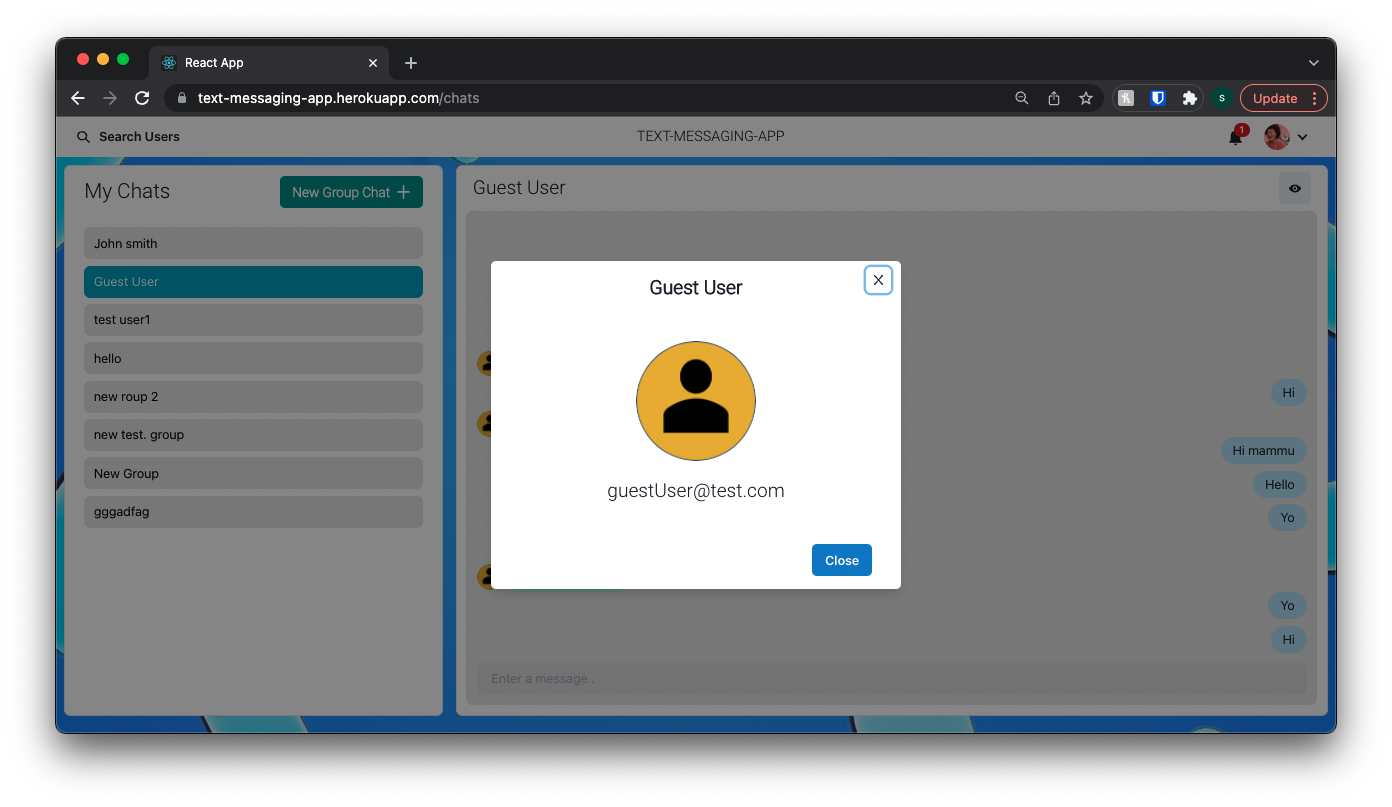 React App
text-messaging-app.herokuapp.com/chats
S
Update
Search Users
TEXT-MESSAGING-APP
1
My Chats
New Group Chat
John smith
Guest User
test user1
hello
new roup 2
new test. group
New Group
gggadfag
Guest User
Hi
Hi mammu
Hello
Yo
Yo
Hi
Enter a message..
Guest User
X
guestUser@test.com
Close